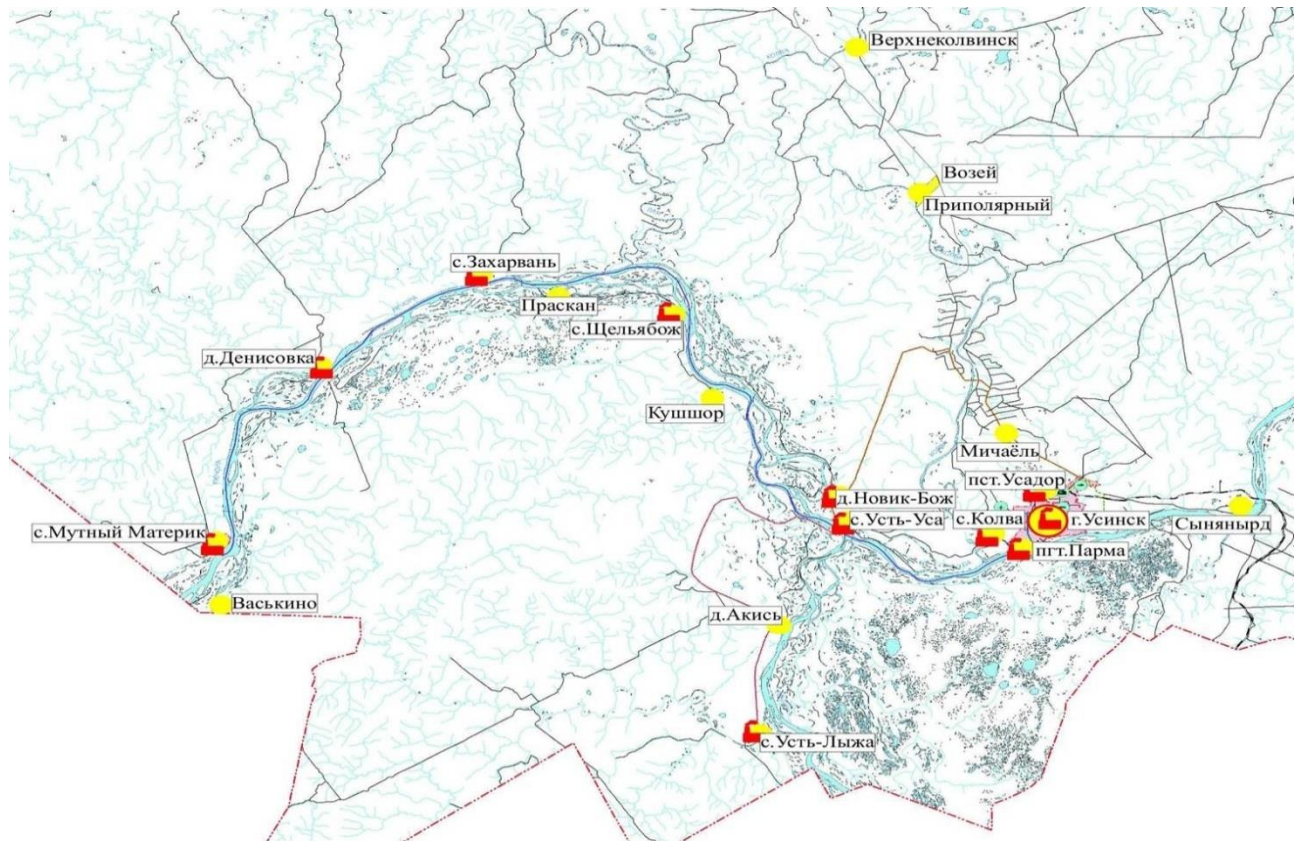 Верхнеколвинск
Возей
Приполярный
с.Захарвань
Праскан
с.Щельябож
д.Денисовка
Кушшор
Мичаёль
пст.Усадор
д.Новик-Бож
с.Усть-Уса
с.Колва
г.Усинск
Сынянырд
с.Мутный Материк
пгт.Парма
Васькино
д.Акись
с.Усть-Лыжа